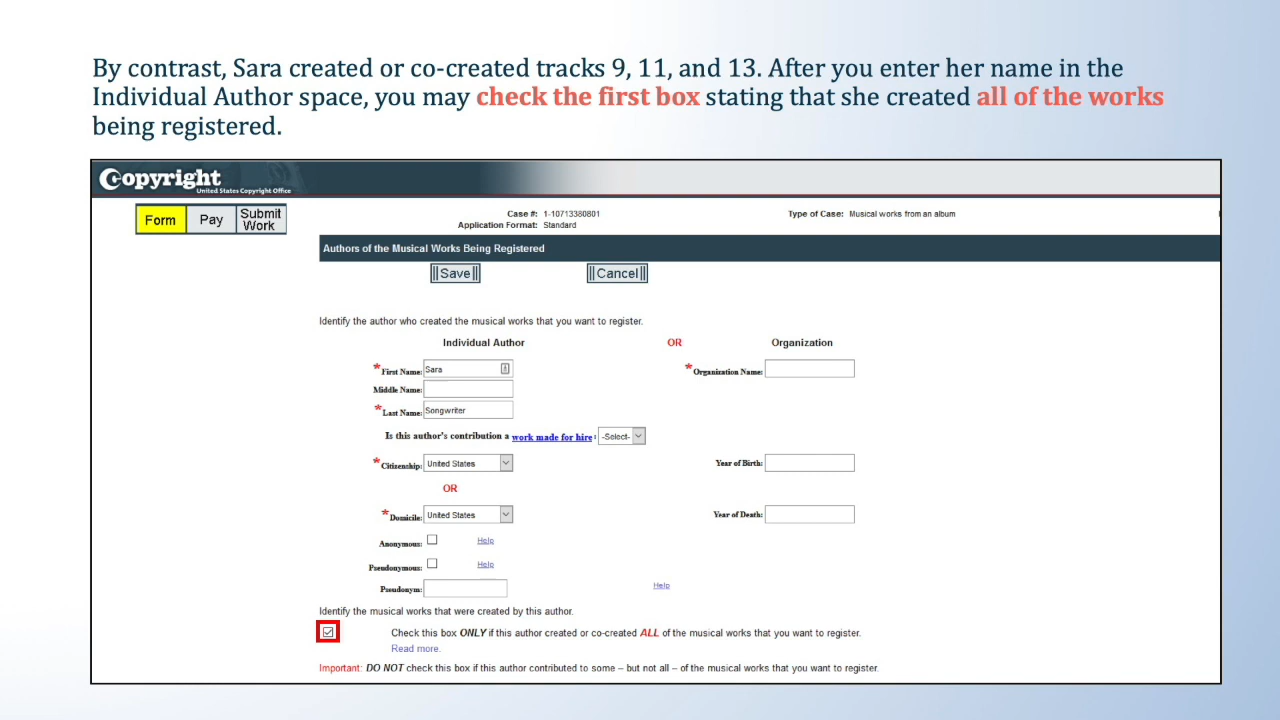 By contrast, Sara created or co-created tracks 9, 11, and 13. After you enter her name in the
Individual Author space, you may check the first box stating that she created all of the works
being registered.
Copyright
United States Copyright Office
Form
Pay
Submit
Work
Case #: 1-10713380801
Type of Case: Musical works from an album
Application Format: Standard
Authors of the Musical Works Being Registered
||Save||
||Cancel||
Identify the author who created the musical works that you want to register.
Individual Author OR Organization
*First Name: Sara
*Organization Name:
Middle Name:
*Last Name: Songwriter
Is this author's contribution a work made for hire: -Select-
*Citizenship: United States
Year of Birth:
OR
*Domicile: United States
Year of Death:
Anonymous: Help
Pseudonymous: Help
Pseudonym: Help
Identify the musical works that were created by this author.
Check this box ONLY if this author created or co-created ALL of the musical works that you want to register.
Read more.
Important: DO NOT check this box if this author contributed to some – but not all – of the musical works that you want to register.